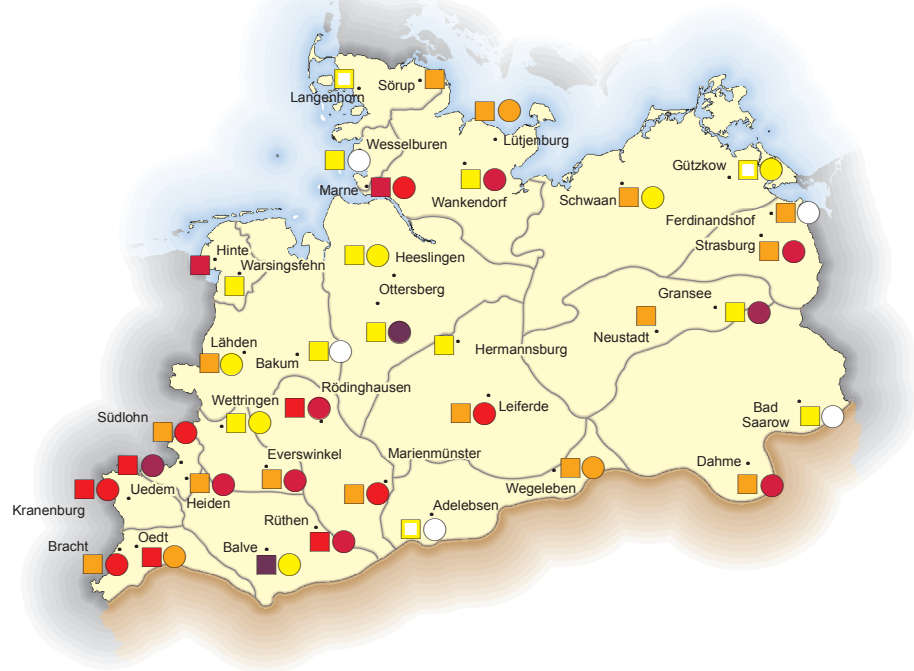 Sörup
Langenhorn
Lütjenburg
Wesselburen
Gützkow
Marne
Wankendorf
Schwaan
Ferdinandshof
Strasburg
Hinte
Warsingsfehn
Heeslingen
Ottersberg
Gransee
Neustadt
Lähden
Bakum
Hermannsburg
Rödinghausen
Wettringen
Leiferde
Bad
Saarow
Südlohn
Everswinkel
Marienmünster
Dahme
Uedem
Heiden
Wegeleben
Kranenburg
Adelebsen
Rüthen
Oedt
Bracht
Balve